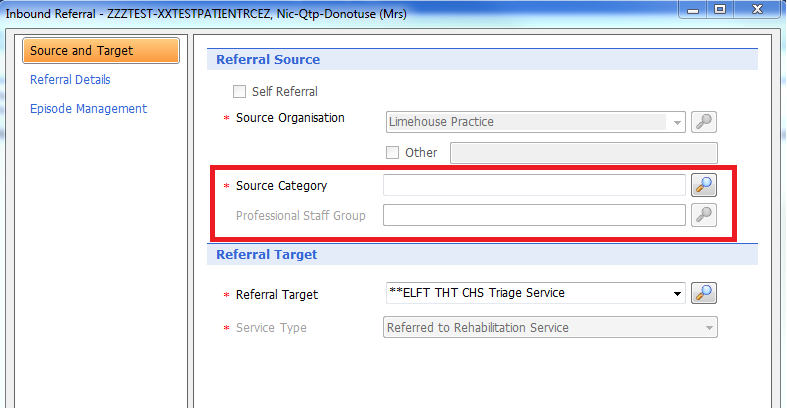 Inbound Referral - ZZZTEST-XXTESTPATIENTRCEZ, Nic-Qtp-Donotuse (Mrs)
Source and Target
Referral Details
Episode Management
Referral Source
Self Referral
* Source Organisation Limehouse Practice
Other
* Source Category
Professional Staff Group
Referral Target
* Referral Target **ELFT THT CHS Triage Service
* Service Type Referred to Rehabilitation Service